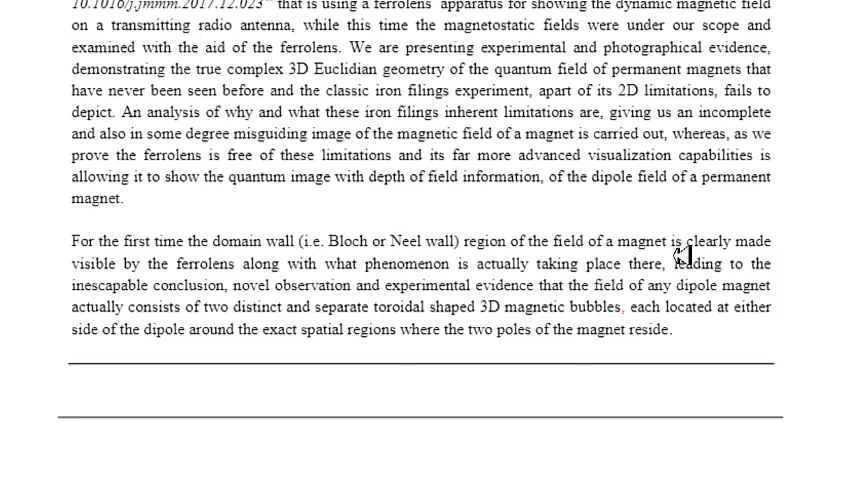 10.1016/j.jmmm.2017.12.023" that is using a ferrolens apparatus for showing the dynamic magnetic field
on a transmitting radio antenna, while this time the magnetostatic fields were under our scope and
examined with the aid of the ferrolens. We are presenting experimental and photographical evidence,
demonstrating the true complex 3D Euclidian geometry of the quantum field of permanent magnets that
have never been seen before and the classic iron filings experiment, apart of its 2D limitations, fails to
depict. An analysis of why and what these iron filings inherent limitations are, giving us an incomplete
and also in some degree misguiding image of the magnetic field of a magnet is carried out, whereas, as we
prove the ferrolens is free of these limitations and its far more advanced visualization capabilities is
allowing it to show the quantum image with depth of field information, of the dipole field of a permanent
magnet.
For the first time the domain wall (i.e. Bloch or Neel wall) region of the field of a magnet is clearly made
visible by the ferrolens along with what phenomenon is actually taking place there, leading to the
inescapable conclusion, novel observation and experimental evidence that the field of any dipole magnet
actually consists of two distinct and separate toroidal shaped 3D magnetic bubbles, each located at either
side of the dipole around the exact spatial regions where the two poles of the magnet reside.